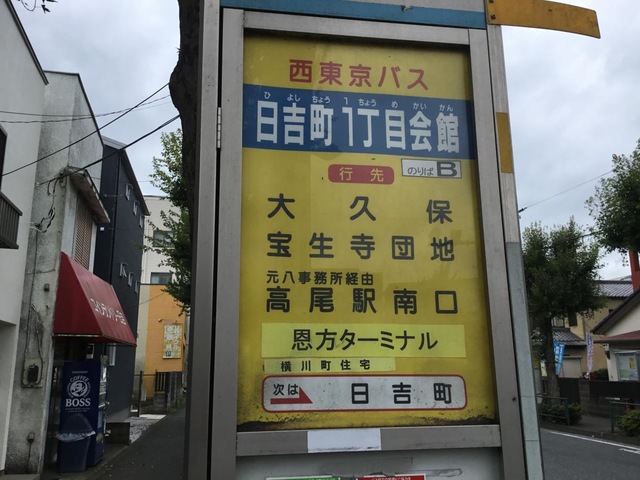 西東京バス
ひよしちょう1ちょうめかいかん
日吉町1丁目会館
行先
のりば B
大久保
宝生寺団地
元八事務所経由
高尾駅南口
恩方ターミナル
横川町住宅
次は 日吉町
COFFEE
BOSS